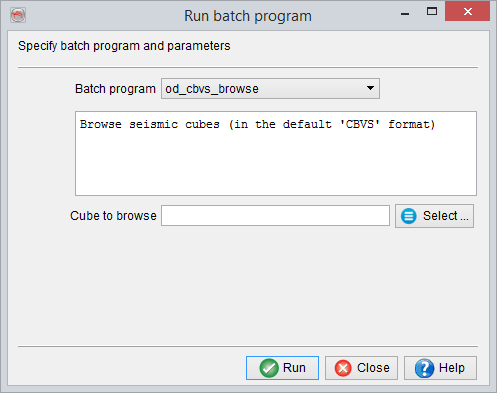 Run batch program
Specify batch program and parameters
Batch program od_cbvs_browse
Browse seismic cubes (in the default 'CBVS' format)
Cube to browse Select ...
Run Close Help